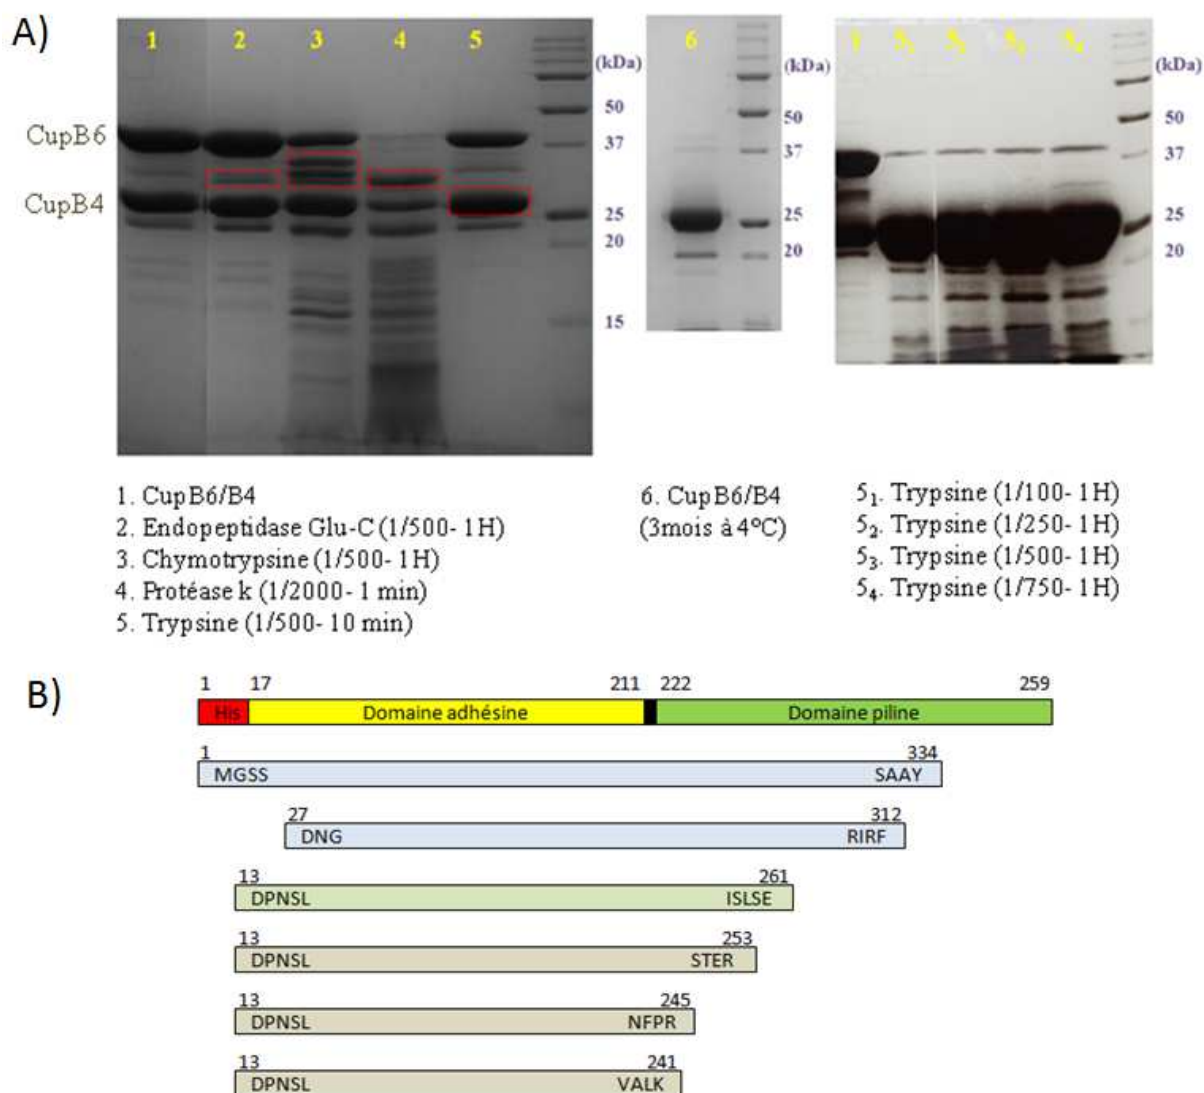 A)
1 2 3 4 5
(kDa)
50
37
25
20
15
CupB6
CupB4
6
(kDa)
50
37
25
20
5₁ 5₂ 5₃ 5₄
(kDa)
50
37
25
20
1. CupB6/B4
2. Endopeptidase Glu-C (1/500- 1H)
3. Chymotrypsine (1/500- 1H)
4. Protéase k (1/2000- 1 min)
5. Trypsine (1/500- 10 min)
6. CupB6/B4
(3mois à 4°C)
5₁. Trypsine (1/100- 1H)
5₂. Trypsine (1/250- 1H)
5₃. Trypsine (1/500- 1H)
5₄. Trypsine (1/750- 1H)
B)
1 17 211 222 259
His Domaine adhésine Domaine piline
1 334
MGSS SAAY
27 312
DNG RIRF
13 261
DPNSL ISLSE
13 253
DPNSL STER
13 245
DPNSL NFPR
13 241
DPNSL VALK